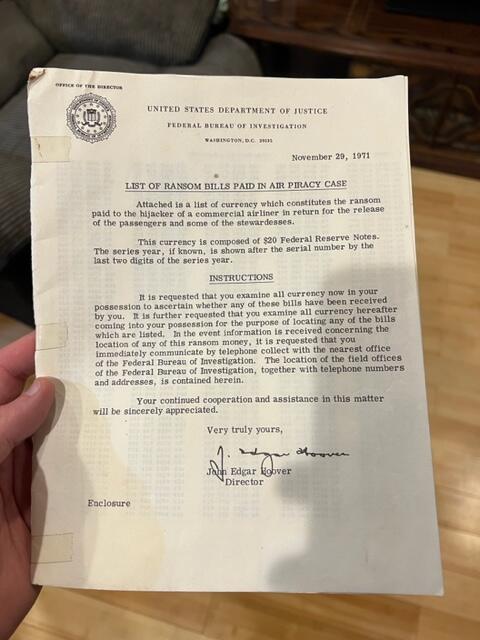 OFFICE OF THE DIRECTOR
UNITED STATES DEPARTMENT OF JUSTICE
FEDERAL BUREAU OF INVESTIGATION
WASHINGTON, D.C. 20535
November 29, 1971
LIST OF RANSOM BILLS PAID IN AIR PIRACY CASE
Attached is a list of currency which constitutes the ransom
paid to the hijacker of a commercial airliner in return for the release
of the passengers and some of the stewardesses.
This currency is composed of $20 Federal Reserve Notes.
The series year, if known, is shown after the serial number by the
last two digits of the series year.
INSTRUCTIONS
It is requested that you examine all currency now in your
possession to ascertain whether any of these bills have been received
by you. It is further requested that you examine all currency hereafter
coming into your possession for the purpose of locating any of the bills
which are listed. In the event information is received concerning the
location of any of this ransom money, it is requested that you
immediately communicate by telephone collect with the nearest office
of the Federal Bureau of Investigation. The location of the field offices
of the Federal Bureau of Investigation, together with telephone numbers
and addresses, is contained herein.
Your continued cooperation and assistance in this matter
will be sincerely appreciated.
Very truly yours,
J. Edgar Hoover
John Edgar Hoover
Director
Enclosure